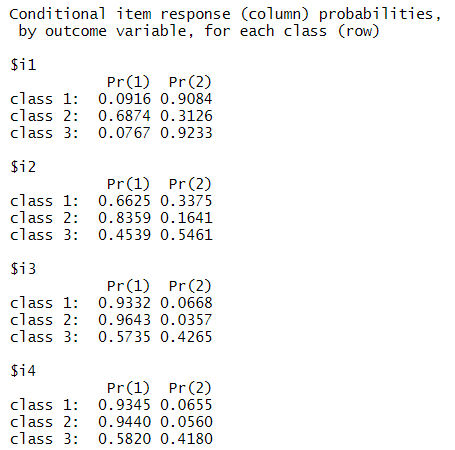 Conditional item response (column) probabilities,
 by outcome variable, for each class (row)

$i1
           Pr(1)  Pr(2)
class 1:  0.0916 0.9084
class 2:  0.6874 0.3126
class 3:  0.0767 0.9233

$i2
           Pr(1)  Pr(2)
class 1:  0.6625 0.3375
class 2:  0.8359 0.1641
class 3:  0.4539 0.5461

$i3
           Pr(1)  Pr(2)
class 1:  0.9332 0.0668
class 2:  0.9643 0.0357
class 3:  0.5735 0.4265

$i4
           Pr(1)  Pr(2)
class 1:  0.9345 0.0655
class 2:  0.9440 0.0560
class 3:  0.5820 0.4180